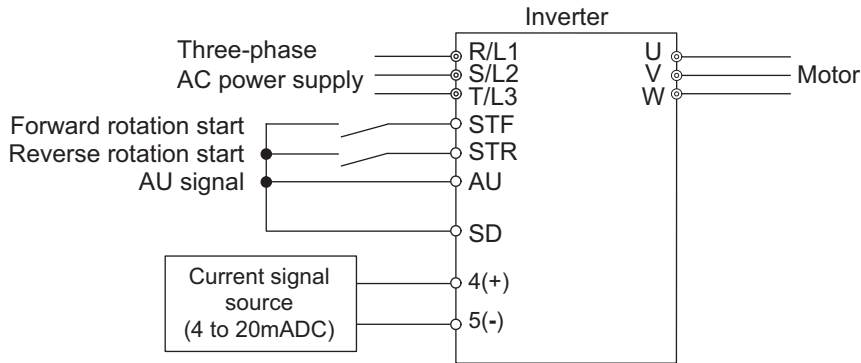 Inverter
Three-phase
AC power supply
R/L1
S/L2
T/L3
U
V
W
Motor
Forward rotation start
STF
Reverse rotation start
STR
AU signal
AU
SD
Current signal
source
(4 to 20mADC)
4(+)
5(-)